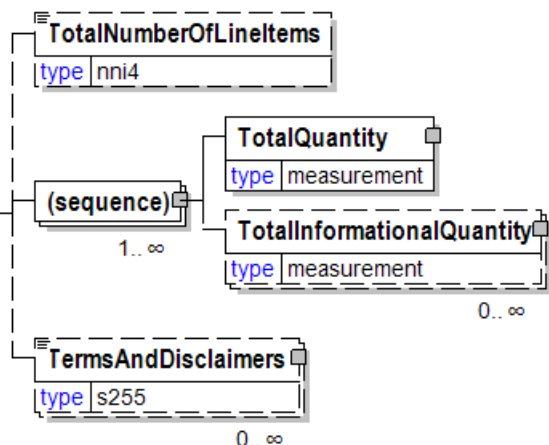 TotalNumberOfLineItems
type nni4
TotalQuantity
type measurement
(sequence)
1.. ∞
TotalInformationalQuantity
type measurement
0.. ∞
TermsAndDisclaimers
type s255
0.. ∞